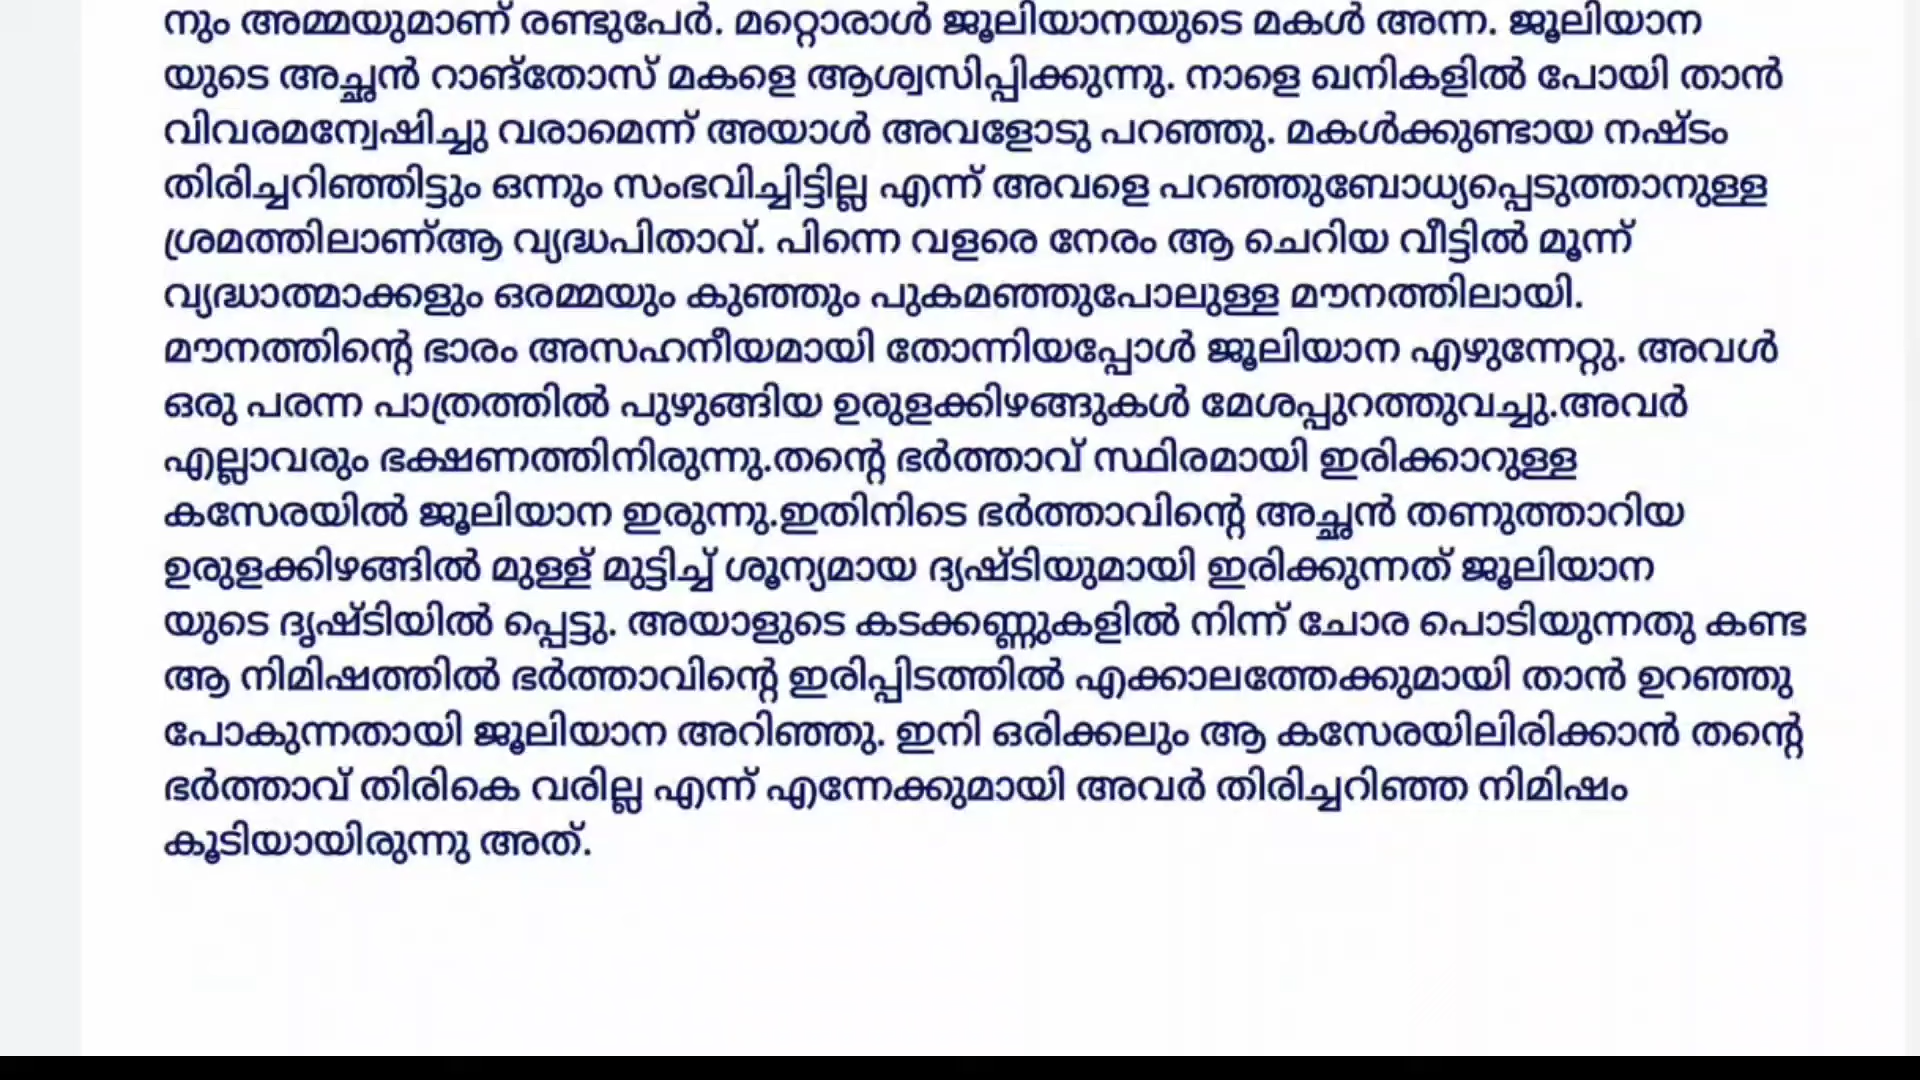 നും അമ്മയുമാണ് രണ്ടുപേർ. മറ്റൊരാൾ ജൂലിയാനയുടെ മകൾ അന്ന. ജൂലിയാന
യുടെ അച്ഛൻ റാങ്തോസ് മകളെ ആശ്വസിപ്പിക്കുന്നു. നാളെ ഖനികളിൽ പോയി താൻ
വിവരമന്വേഷിച്ചു വരാമെന്ന് അയാൾ അവളോടു പറഞ്ഞു. മകൾക്കുണ്ടായ നഷ്ടം
തിരിച്ചറിഞ്ഞിട്ടും ഒന്നും സംഭവിച്ചിട്ടില്ല എന്ന് അവളെ പറഞ്ഞുബോധ്യപ്പെടുത്താനുള്ള
ശ്രമത്തിലാണ്ആ വ്യദ്ധപിതാവ്. പിന്നെ വളരെ നേരം ആ ചെറിയ വീട്ടിൽ മൂന്ന്
വ്യദ്ധാത്മാക്കളും ഒരമ്മയും കുഞ്ഞും പുകമഞ്ഞുപോലുള്ള മൗനത്തിലായി.
മൗനത്തിന്റെ ഭാരം അസഹനീയമായി തോന്നിയപ്പോൾ ജൂലിയാന എഴുന്നേറ്റു. അവൾ
ഒരു പരന്ന പാത്രത്തിൽ പുഴുങ്ങിയ ഉരുളക്കിഴങ്ങുകൾ മേശപ്പുറത്തുവച്ചു.അവർ
എല്ലാവരും ഭക്ഷണത്തിനിരുന്നു.തന്റെ ഭർത്താവ് സ്ഥിരമായി ഇരിക്കാറുള്ള
കസേരയിൽ ജൂലിയാന ഇരുന്നു.ഇതിനിടെ ഭർത്താവിന്റെ അച്ഛൻ തണുത്താറിയ
ഉരുളക്കിഴങ്ങിൽ മുള്ള് മുട്ടിച്ച് ശൂന്യമായ ദ്യഷ്ടിയുമായി ഇരിക്കുന്നത് ജൂലിയാന
യുടെ ദൃഷ്ടിയിൽ പ്പെട്ടു. അയാളുടെ കടക്കണ്ണുകളിൽ നിന്ന് ചോര പൊടിയുന്നതു കണ്ട
ആ നിമിഷത്തിൽ ഭർത്താവിന്റെ ഇരിപ്പിടത്തിൽ എക്കാലത്തേക്കുമായി താൻ ഉറഞ്ഞു
പോകുന്നതായി ജൂലിയാന അറിഞ്ഞു. ഇനി ഒരിക്കലും ആ കസേരയിലിരിക്കാൻ തന്റെ
ഭർത്താവ് തിരികെ വരില്ല എന്ന് എന്നേക്കുമായി അവർ തിരിച്ചറിഞ്ഞ നിമിഷം
കൂടിയായിരുന്നു അത്.